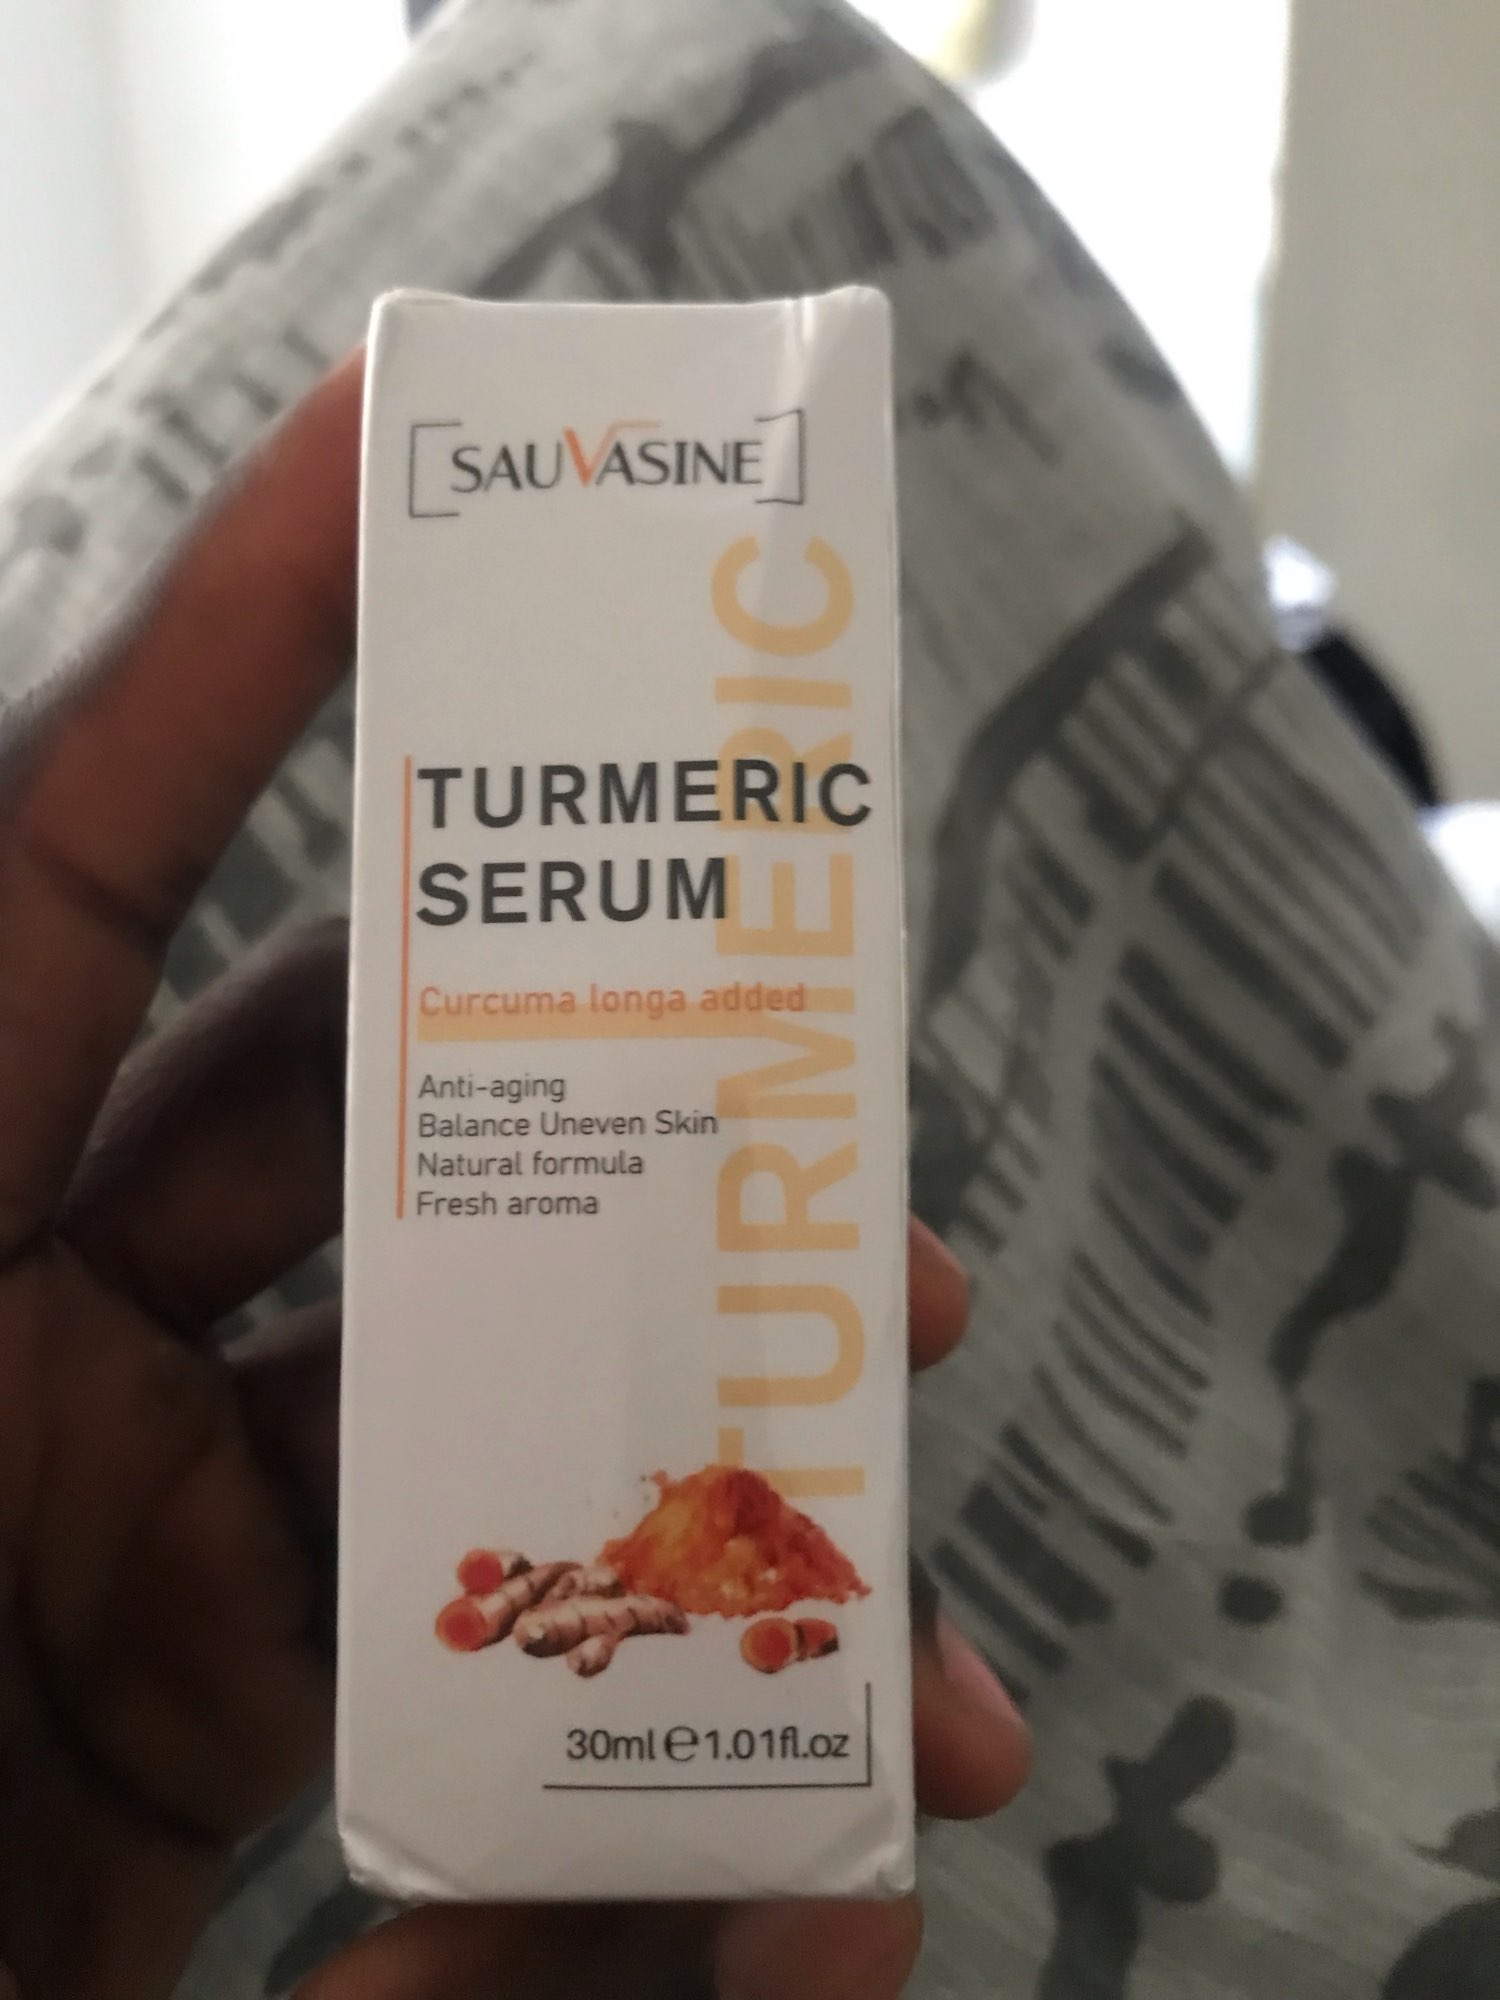 SAUVASINE
TURMERIC
TURMERIC
SERUM
Curcuma longa added
Anti-aging
Balance Uneven Skin
Natural formula
Fresh aroma
30ml ℮ 1.01fl.oz